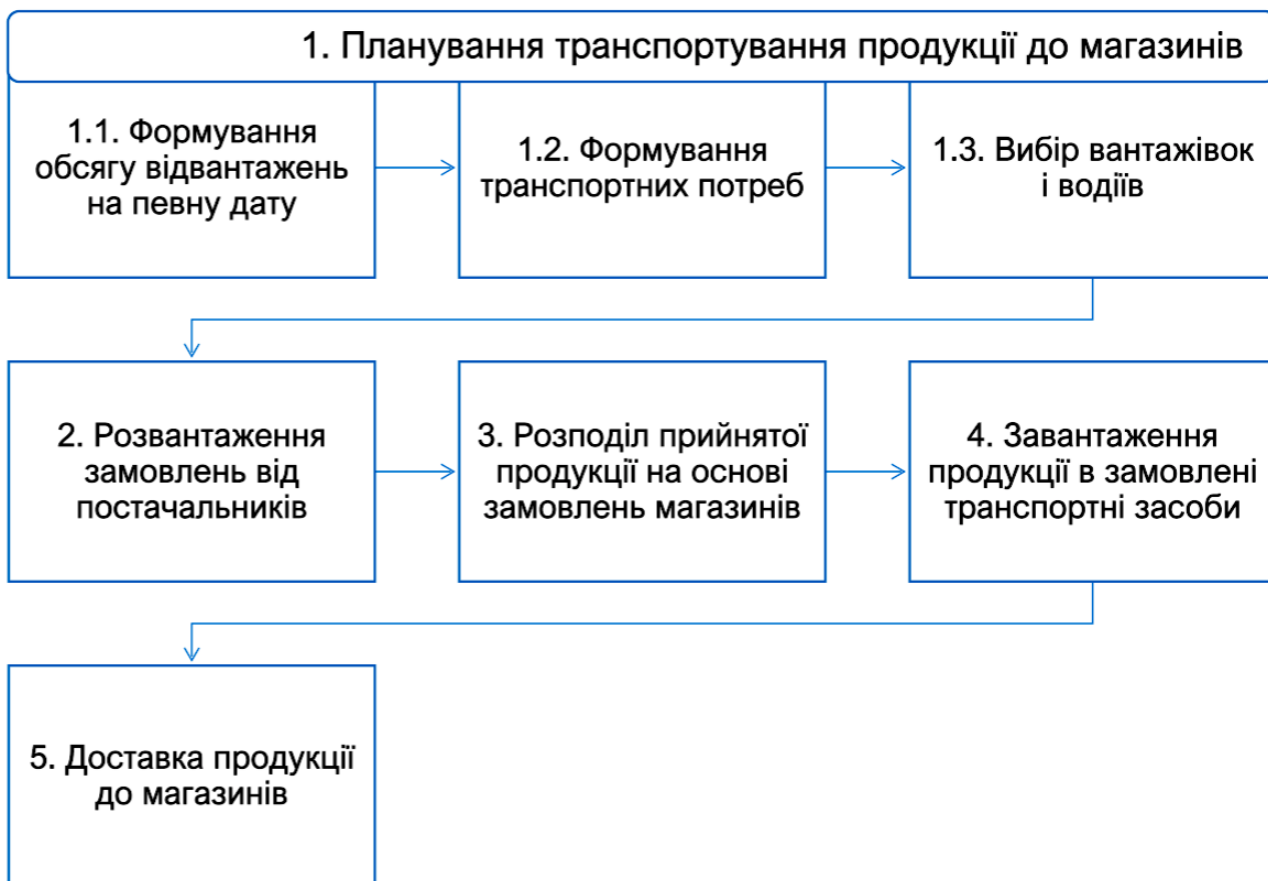 1. Планування транспортування продукції до магазинів
1.1. Формування
обсягу відвантажень
на певну дату
1.2. Формування
транспортних потреб
1.3. Вибір вантажівок
і водіїв
2. Розвантаження
замовлень від
постачальників
3. Розподіл прийнятої
продукції на основі
замовлень магазинів
4. Завантаження
продукції в замовлені
транспортні засоби
5. Доставка продукції
до магазинів